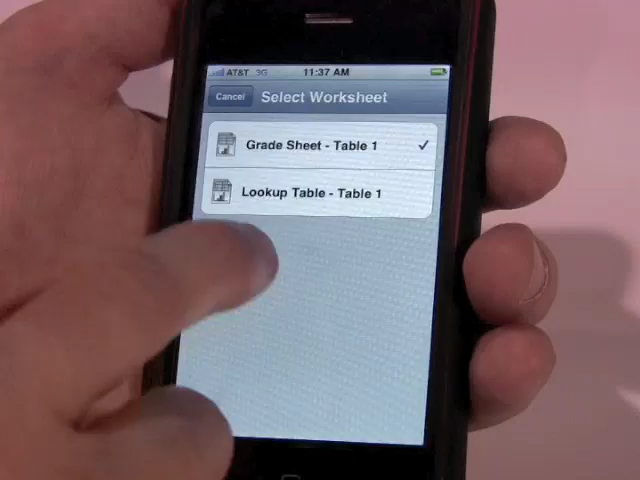 AT&T 3G 11:37 AM
Cancel Select Worksheet
Grade Sheet - Table 1
Lookup Table - Table 1